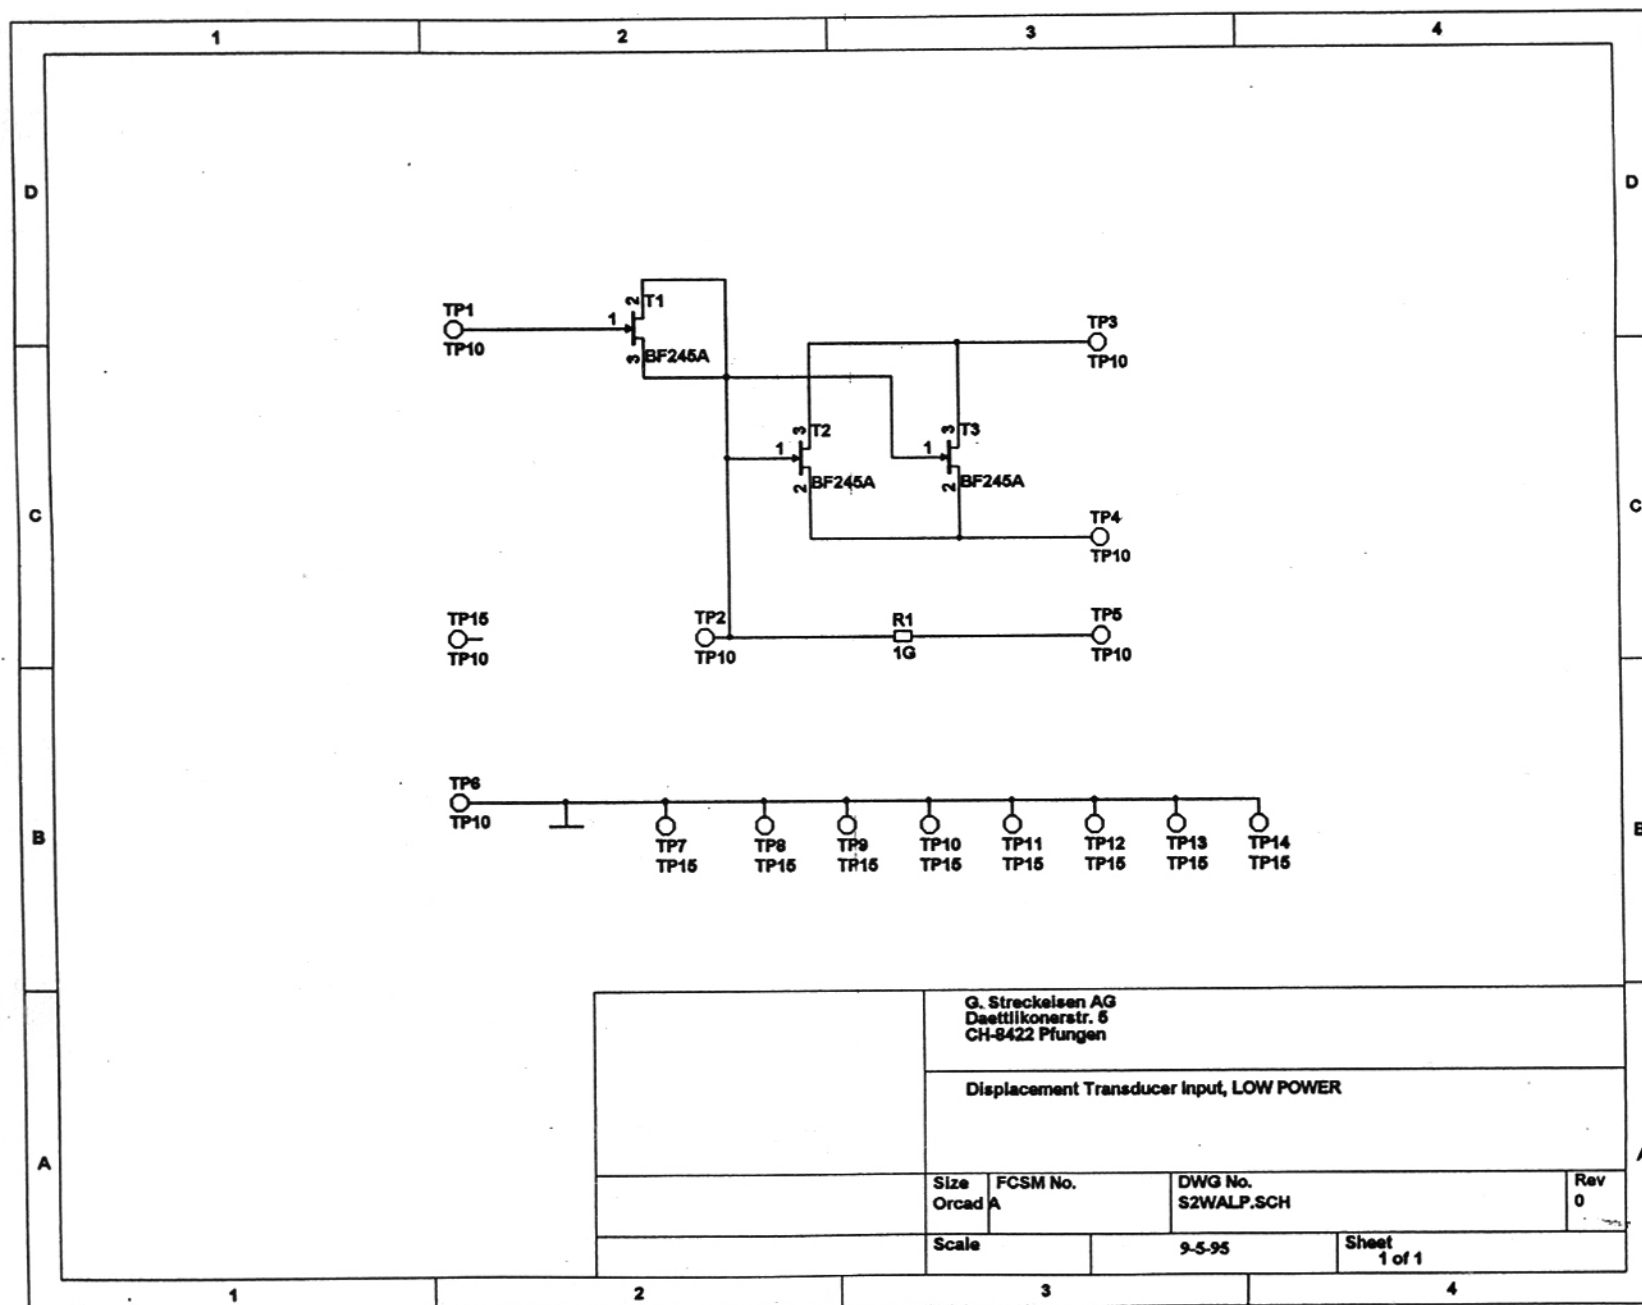 1 2 3 4
D D
TP1
TP10
1
2
T1
3
BF245A
TP3
TP10
3
T2
1
2
BF245A
3
T3
1
2
BF245A
C C
TP4
TP10
TP15
TP10
TP2
TP10
R1
1G
TP5
TP10
TP6
TP10
B
TP7 TP8 TP9 TP10 TP11 TP12 TP13 TP14
TP15 TP15 TP15 TP15 TP15 TP15 TP15 TP15
G. Streckeisen AG
Daettlikonerstr. 5
CH-8422 Pfungen
Displacement Transducer Input, LOW POWER
A
Size FCSM No. DWG No. Rev
Orcad A S2WALP.SCH 0
Scale 9-5-95 Sheet
1 of 1
1 2 3 4